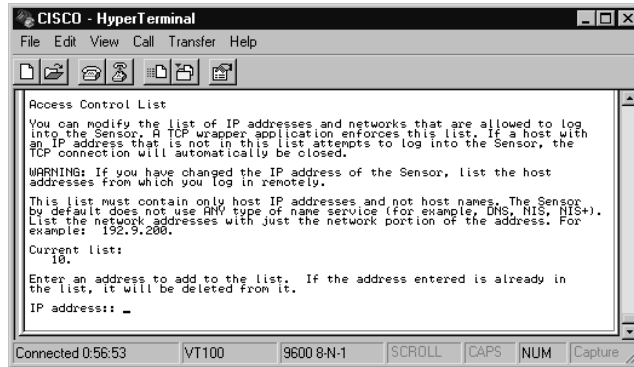 CISCO - HyperTerminal
File Edit View Call Transfer Help
Access Control List
You can modify the list of IP addresses and networks that are allowed to log
into the Sensor. A TCP wrapper application enforces this list. If a host with
an IP address that is not in this list attempts to log into the Sensor, the
TCP connection will automatically be closed.
WARNING: If you have changed the IP address of the Sensor, list the host
addresses from which you log in remotely.
This list must contain only host IP addresses and not host names. The Sensor
by default does not use ANY type of name service (for example, DNS, NIS, NIS+).
List the network addresses with just the network portion of the address. For
example: 192.9.200.
Current list:
10.
Enter an address to add to the list. If the address entered is already in
the list, it will be deleted from it.
IP address:: _
Connected 0:56:53 VT100 9600 8-N-1 SCROLL CAPS NUM Capture